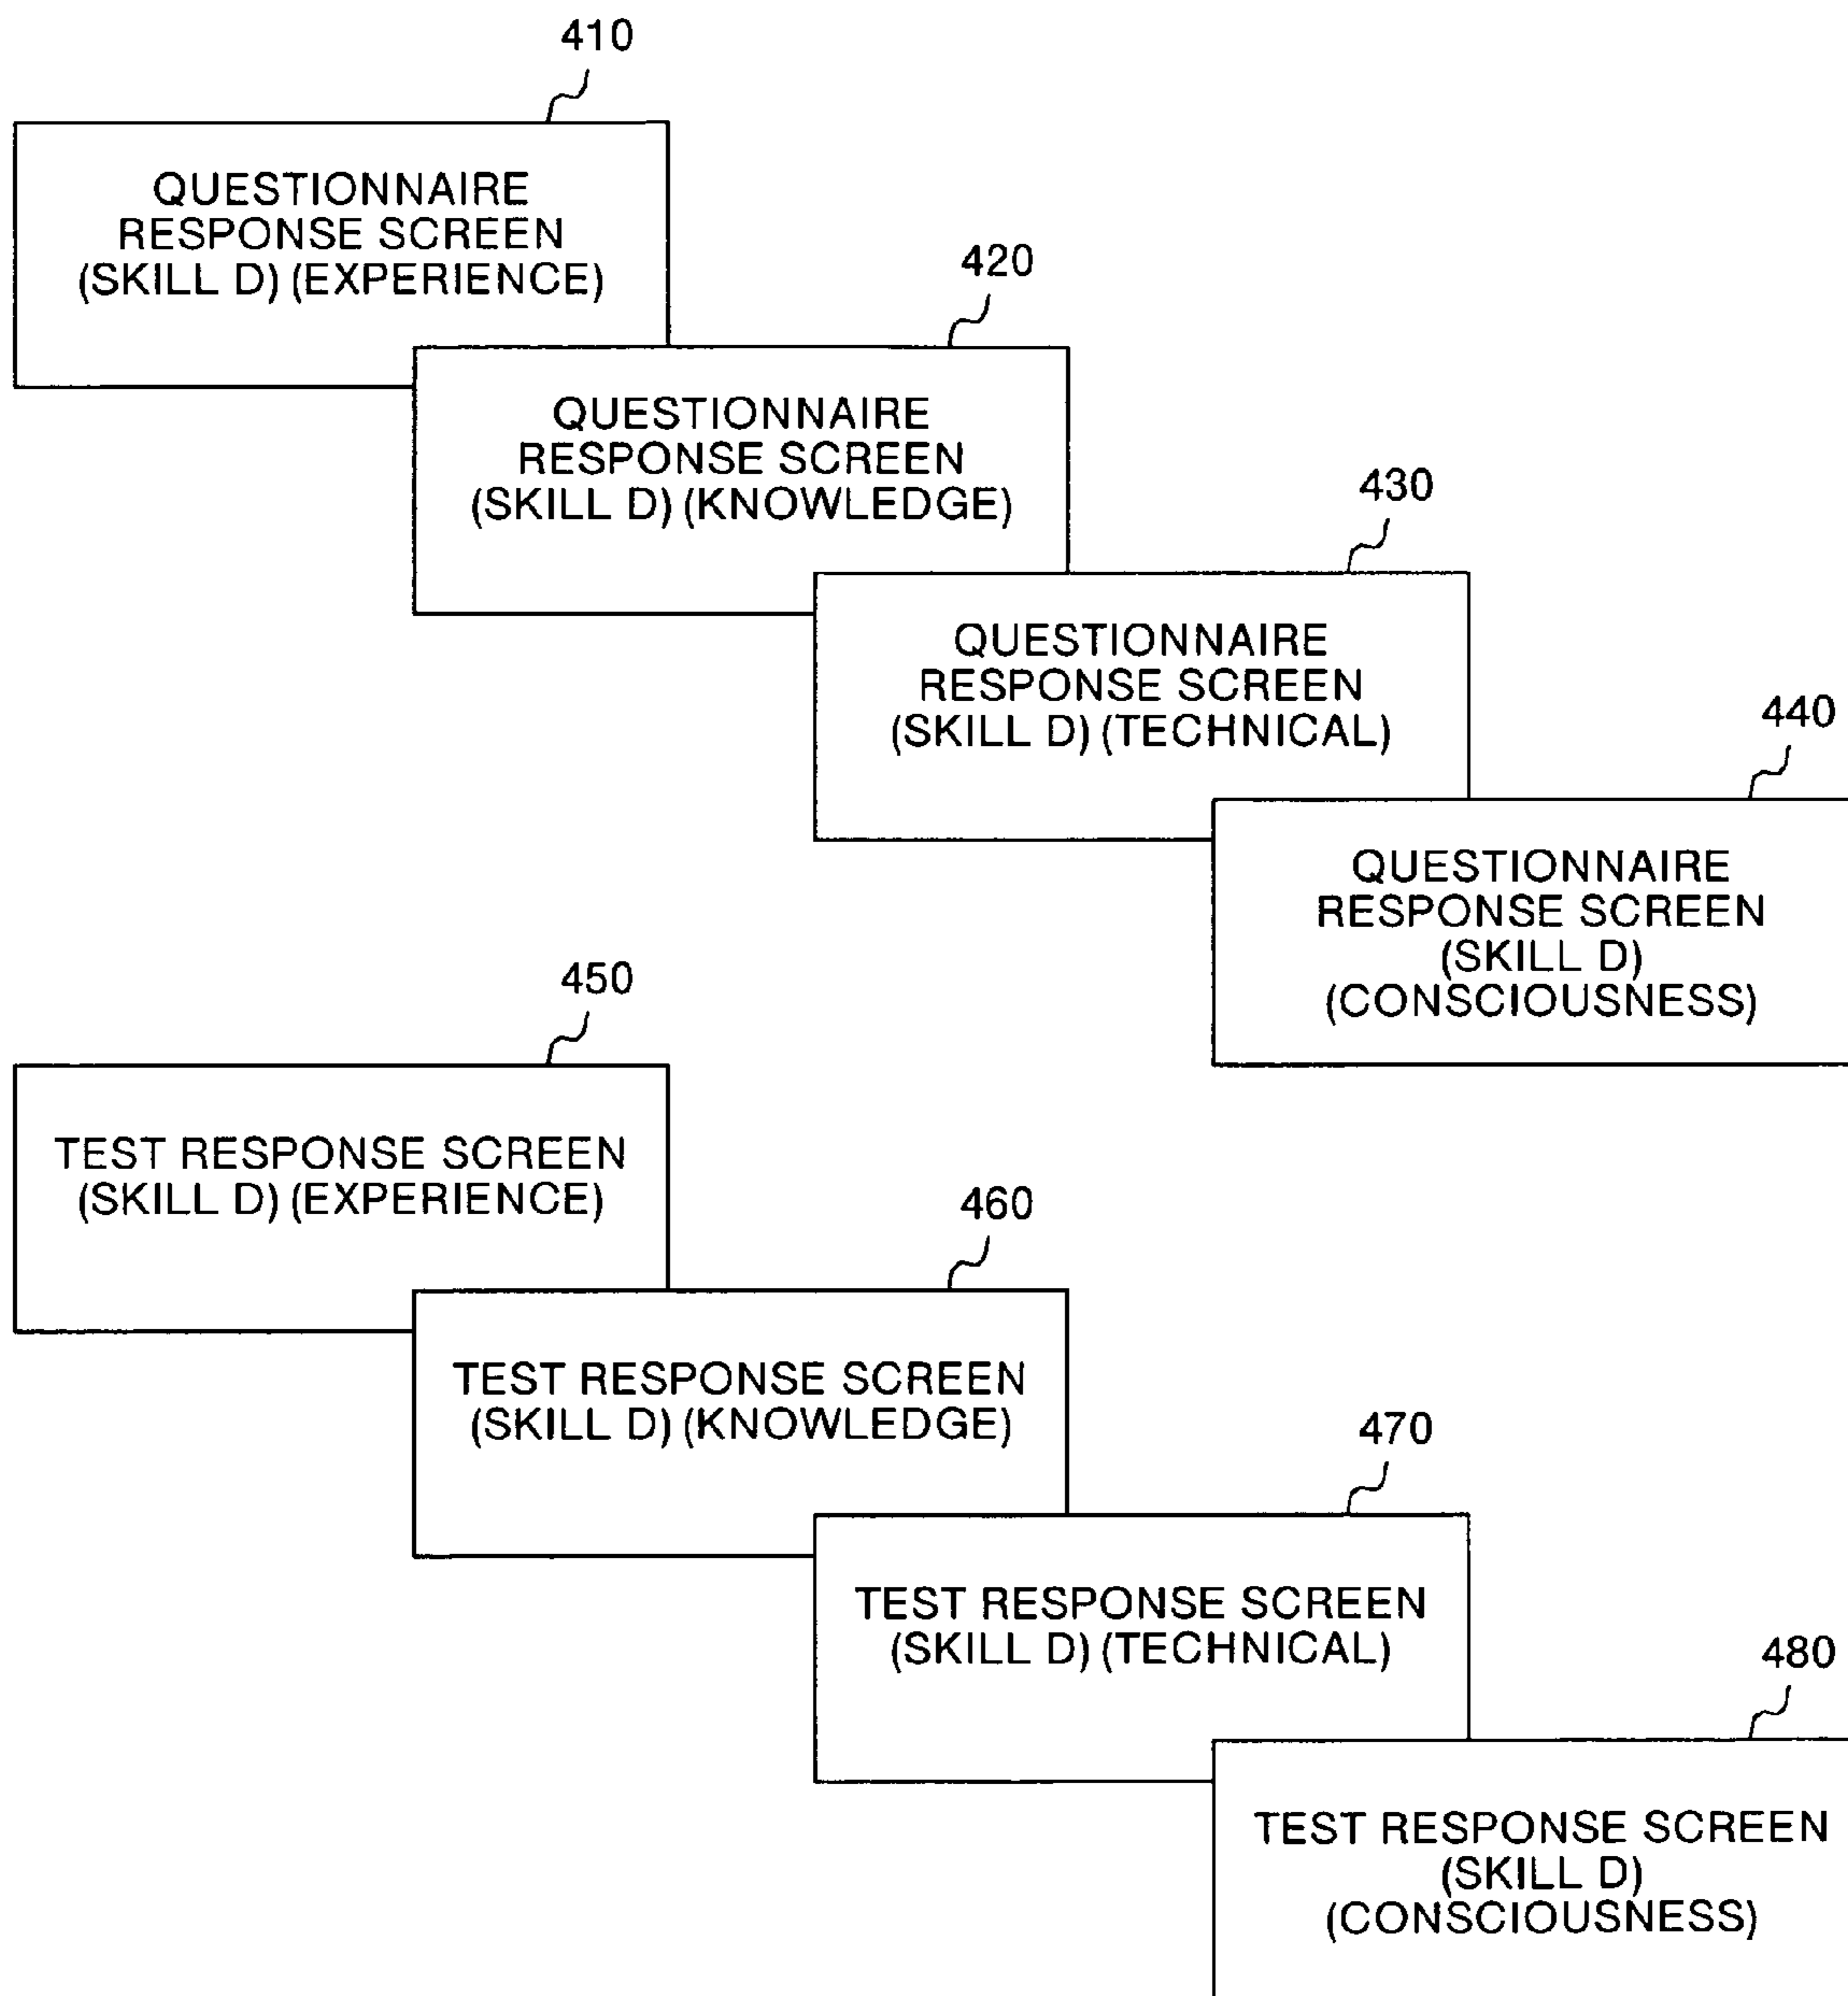 410
QUESTIONNAIRE
RESPONSE SCREEN
(SKILL D) (EXPERIENCE)
420
QUESTIONNAIRE
RESPONSE SCREEN
(SKILL D) (KNOWLEDGE)
430
QUESTIONNAIRE
RESPONSE SCREEN
(SKILL D) (TECHNICAL)
440
QUESTIONNAIRE
RESPONSE SCREEN
(SKILL D)
(CONSCIOUSNESS)
450
TEST RESPONSE SCREEN
(SKILL D) (EXPERIENCE)
460
TEST RESPONSE SCREEN
(SKILL D) (KNOWLEDGE)
470
TEST RESPONSE SCREEN
(SKILL D) (TECHNICAL)
480
TEST RESPONSE SCREEN
(SKILL D)
(CONSCIOUSNESS)